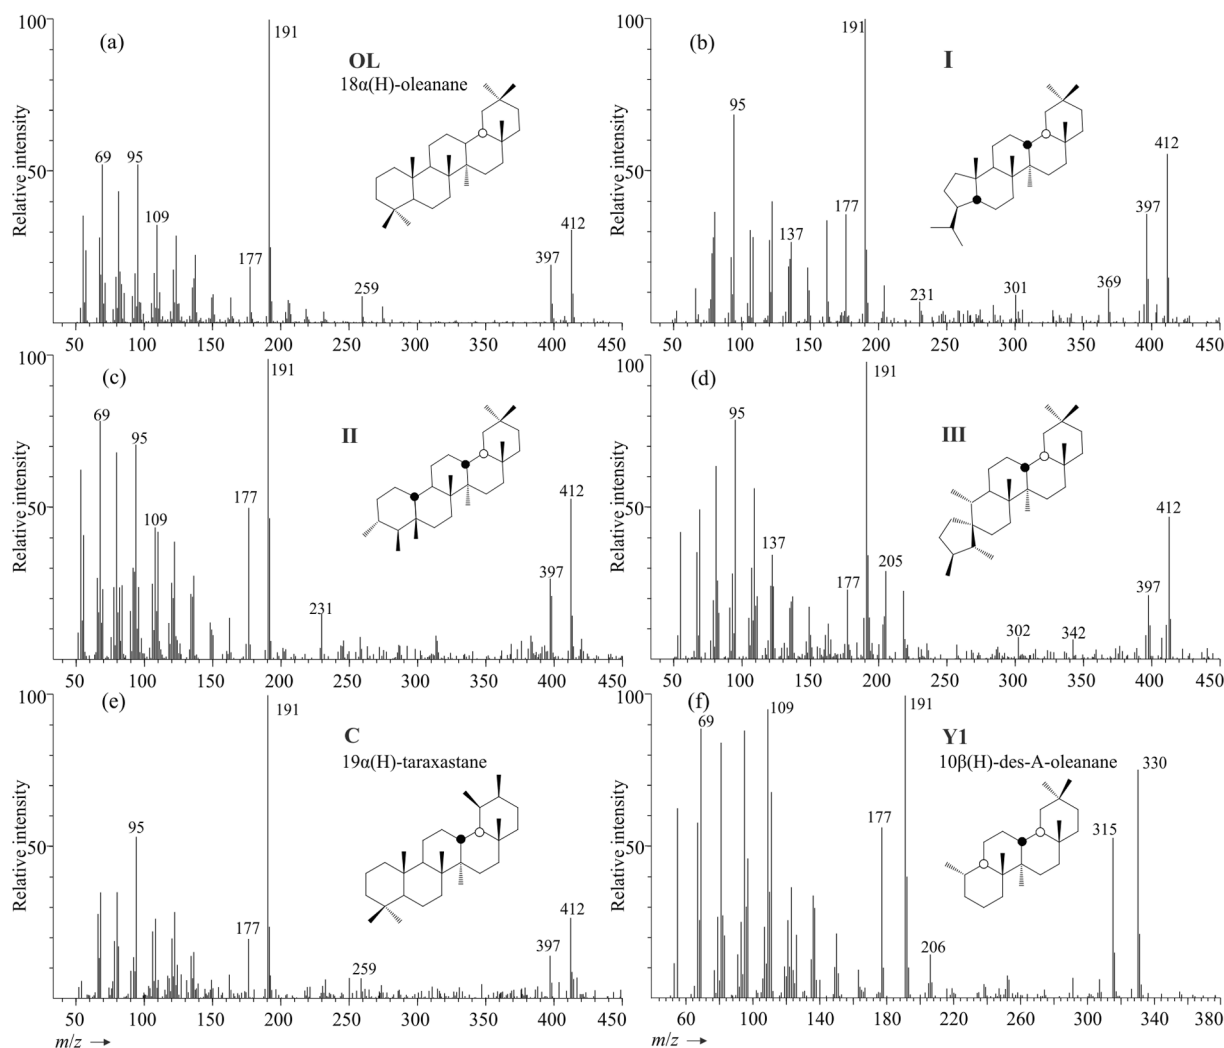 100
(a)
191
OL
18α(H)-oleanane
Relative intensity
69
95
50
109
177
259
397
412
50 100 150 200 250 300 350 400 450
(b)
191
I
95
412
50
Relative intensity
177
397
137
231
301
369
50 100 150 200 250 300 350 400 450
100
(c)
191
II
69
95
Relative intensity
50
109
177
231
412
397
50 100 150 200 250 300 350 400 450
(d)
191
III
95
Relative intensity
50
137
177
205
302
342
412
397
50 100 150 200 250 300 350 400 450
100
(e)
191
C
19α(H)-taraxastane
Relative intensity
95
50
177
259
412
397
50 100 150 200 250 300 350 400 450
m/z
(f)
100
69
109
191
Y1
10β(H)-des-A-oleanane
330
Relative intensity
177
315
50
206
60 100 140 180 220 260 300 340 380
m/z